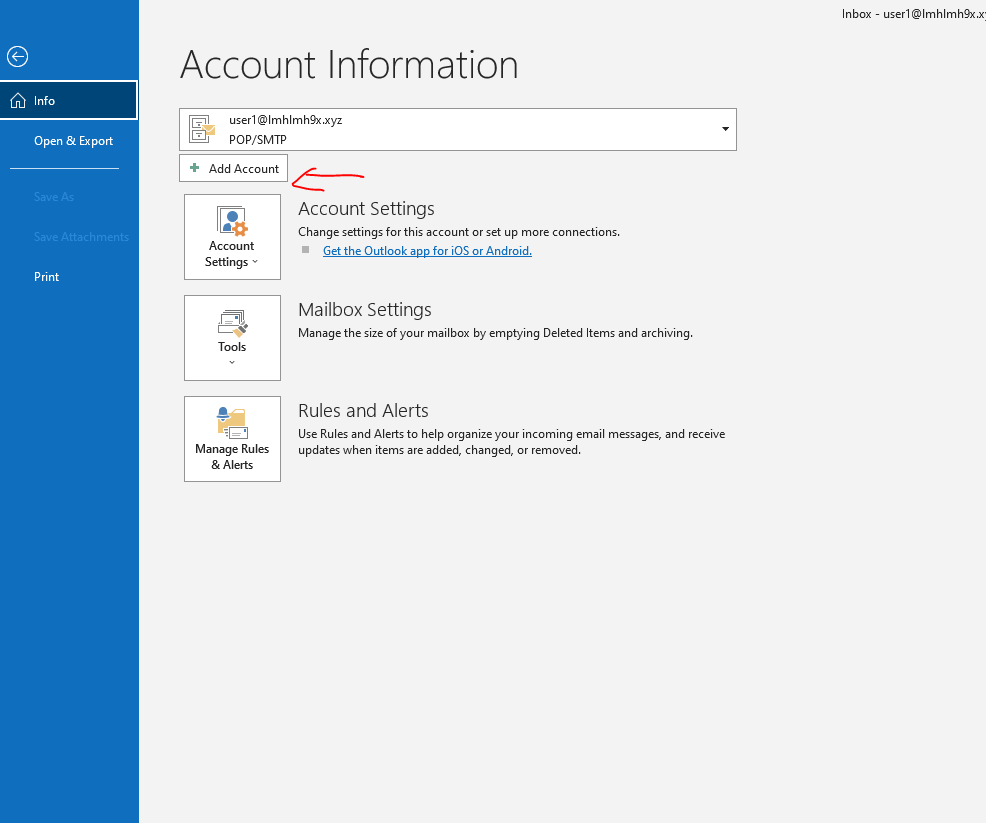 Inbox - user1@lmhlmh9x.xy
Account Information
Info
Open & Export
Save As
Save Attachments
Print
user1@lmhlmh9x.xyz
POP/SMTP
Add Account
Account
Settings
Account Settings
Change settings for this account or set up more connections.
Get the Outlook app for iOS or Android.
Tools
Mailbox Settings
Manage the size of your mailbox by emptying Deleted Items and archiving.
Manage Rules
& Alerts
Rules and Alerts
Use Rules and Alerts to help organize your incoming email messages, and receive
updates when items are added, changed, or removed.